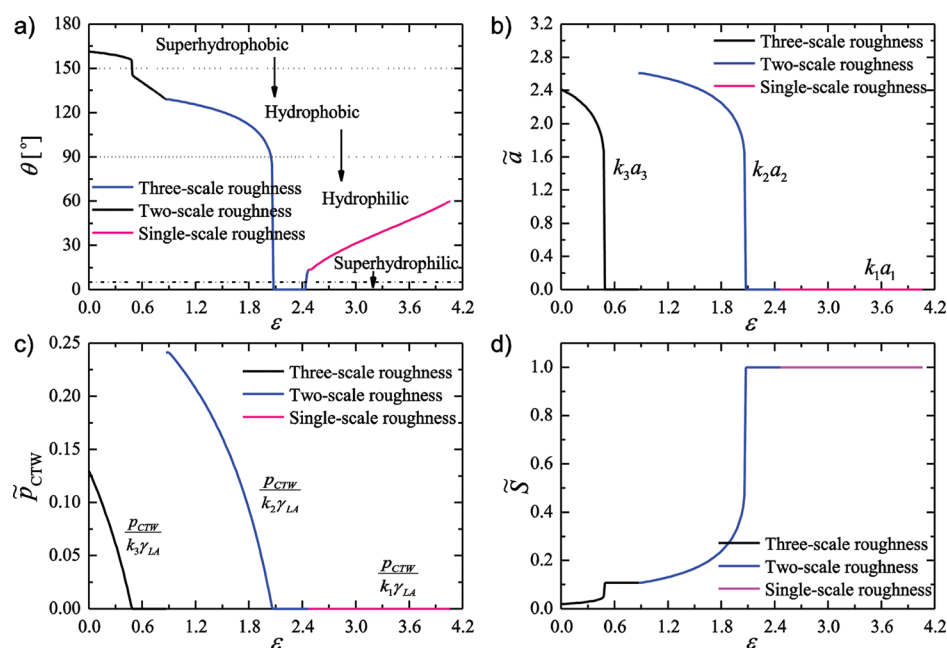 a)
180
150
120
90
60
30
0
θ [°]
Superhydrophobic
Hydrophobic
Hydrophilic
Superhydrophilic
Three-scale roughness
Two-scale roughness
Single-scale roughness
0.0 0.6 1.2 1.8 2.4 3.0 3.6 4.2
ε
b)
3.2
2.4
1.6
0.8
0.0
ã
Three-scale roughness
Two-scale roughness
Single-scale roughness
k₃a₃
k₂a₂
k₁a₁
0.0 0.6 1.2 1.8 2.4 3.0 3.6 4.2
ε
c)
0.25
0.20
0.15
0.10
0.05
0.00
p̃CTW
Three-scale roughness
Two-scale roughness
Single-scale roughness
pCTW
k₃γLA
pCTW
k₂γLA
pCTW
k₁γLA
0.0 0.6 1.2 1.8 2.4 3.0 3.6 4.2
ε
d)
1.0
0.8
0.6
0.4
0.2
0.0
S̃
Three-scale roughness
Two-scale roughness
Single-scale roughness
0.0 0.6 1.2 1.8 2.4 3.0 3.6 4.2
ε